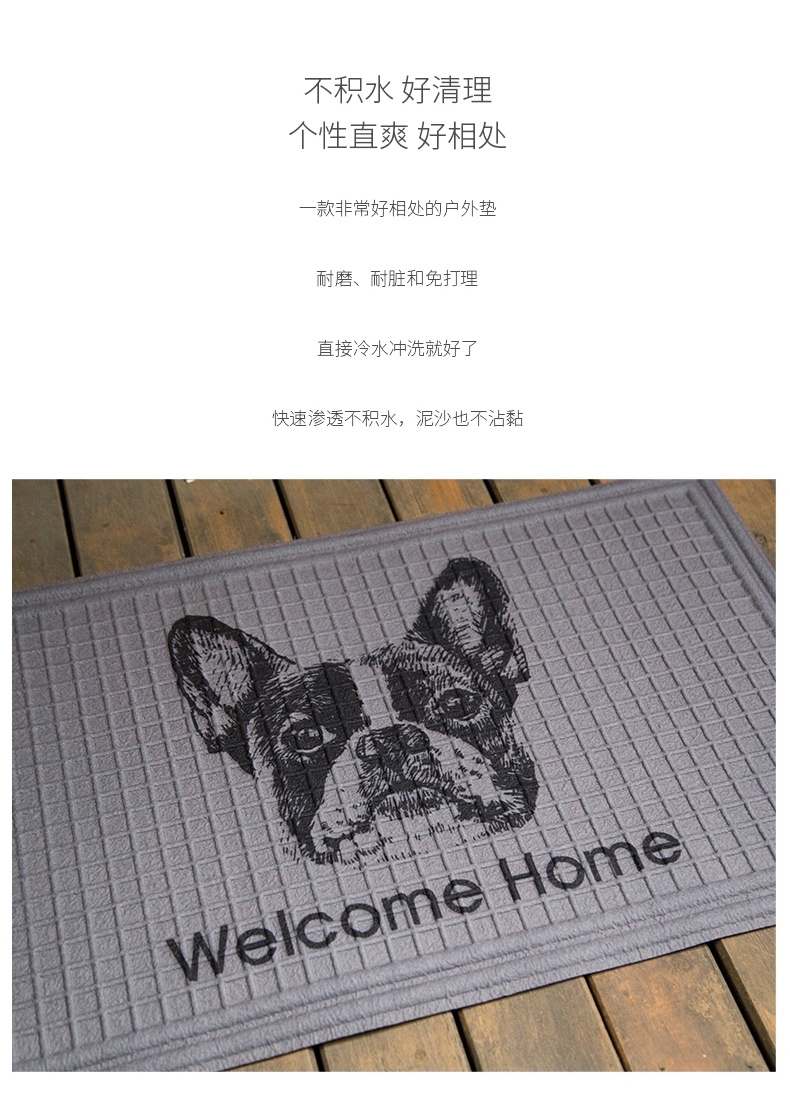 不积水 好清理
个性直爽 好相处
一款非常好相处的户外垫
耐磨、耐脏和免打理
直接冷水冲洗就好了
快速渗透不积水，泥沙也不沾黏
Welcome Home